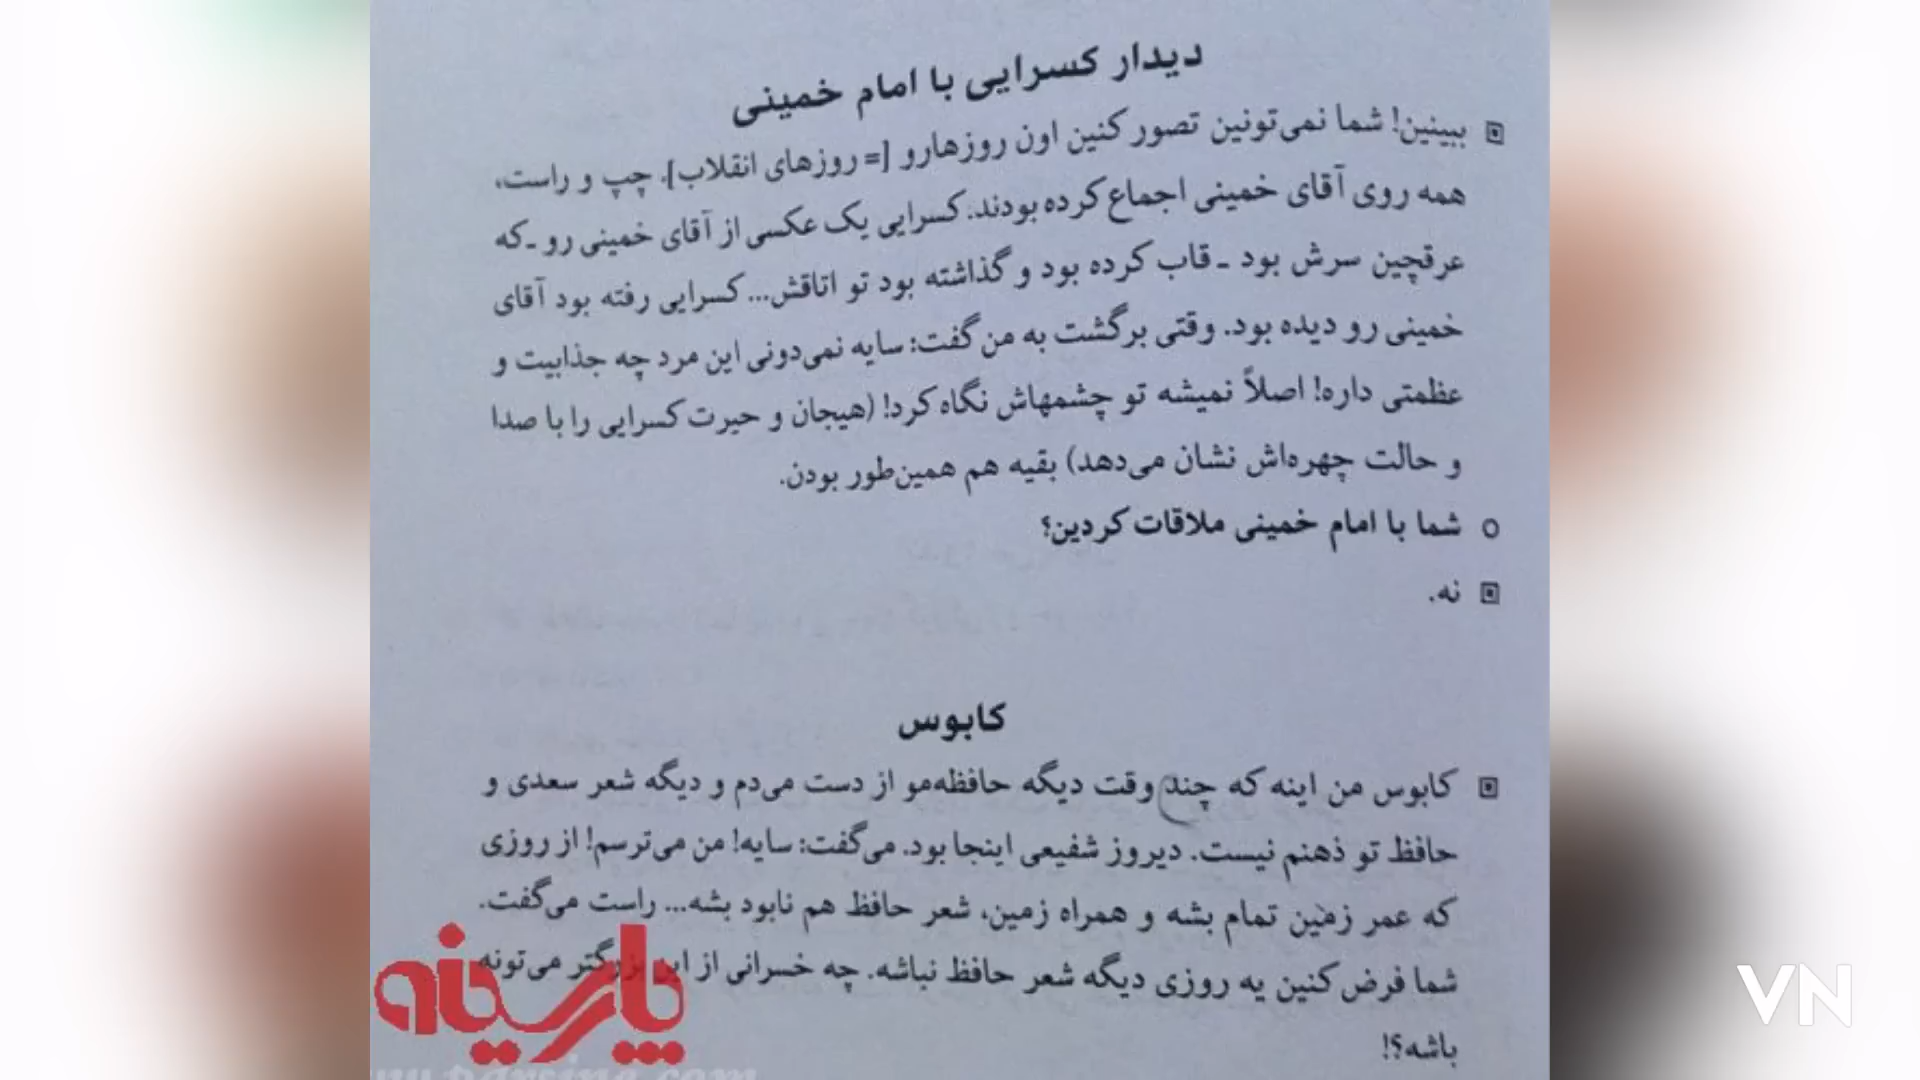 دیدار کسرایی با امام خمینی
ببینین! شما نمی‌تونین تصور کنین اون روزهارو [= روزهای انقلاب]. چپ و راست،
همه روی آقای خمینی اجماع کرده بودند. کسرایی یک عکسی از آقای خمینی رو ـ که
عرقچین سرش بود ـ قاب کرده بود و گذاشته بود تو اتاقش... کسرایی رفته بود آقای
خمینی رو دیده بود. وقتی برگشت به من گفت: سایه نمی‌دونی این مرد چه جذابیت و
عظمتی داره! اصلاً نمیشه تو چشمهاش نگاه کرد! (هیجان و حیرت کسرایی را با صدا
و حالت چهره‌اش نشان می‌دهد) بقیه هم همین‌طور بودن.
شما با امام خمینی ملاقات کردین؟
نه.
کابوس
کابوس من اینه که چند وقت دیگه حافظه‌مو از دست می‌دم و دیگه شعر سعدی و
حافظ تو ذهنم نیست. دیروز شفیعی اینجا بود. می‌گفت: سایه! من می‌ترسم! از روزی
که عمر زمین تمام بشه و همراه زمین، شعر حافظ هم نابود بشه... راست می‌گفت.
شما فرض کنین یه روزی دیگه شعر حافظ نباشه. چه خسرانی از این بزرگتر می‌تونه
باشه؟!
پارسینه
VN